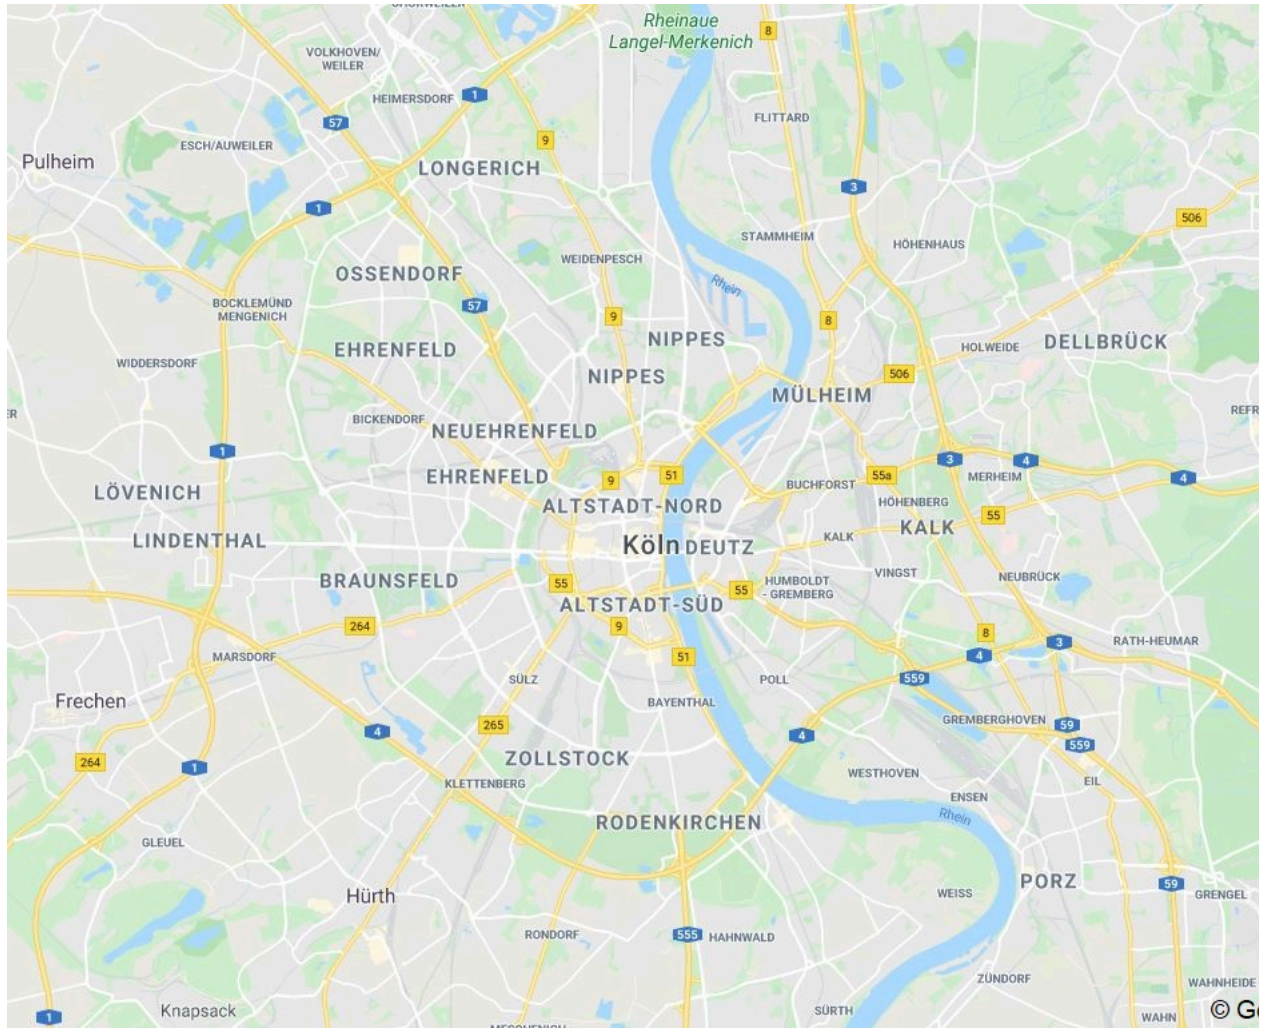 Rheinaue
Langel-Merkenich
8
VOLKHOVEN/
WEILER
HEIMERSDORF
1
57
FLITTARD
9
ESCH/AUWEILER
Pulheim
LONGERICH
3
1
506
STAMMHEIM
HÖHENHAUS
WEIDENPESCH
OSSENDORF
Rhein
57
BOCKLEMÜND
MENGENICH
9
8
NIPPES
DELLBRÜCK
EHRENFELD
HOLWEIDE
WIDDERSDORF
NIPPES
506
MÜLHEIM
ER
REFR
BICKENDORF
NEUEHRENFELD
1
3
4
EHRENFELD
9
51
55a
MERHEIM
4
BUCHFORST
LÖVENICH
HÖHENBERG
ALTSTADT-NORD
55
KALK
LINDENTHAL
KALK
Köln
DEUTZ
BRAUNSFELD
55
55
HUMBOLDT
- GREMBERG
VINGST
NEUBRÜCK
ALTSTADT-SÜD
264
9
8
3
RATH-HEUMAR
MARSDORF
51
4
SÜLZ
POLL
559
Frechen
BAYENTHAL
265
4
4
GREMBERGHOVEN
59
559
264
1
ZOLLSTOCK
KLETTENBERG
WESTHOVEN
EIL
ENSEN
RODENKIRCHEN
Rhein
GLEUEL
PORZ
59
Hürth
WEISS
GRENGEL
RONDORF
555
HAHNWALD
ZÜNDORF
WAHNHEIDE
Knapsack
SÜRTH
1
WAHN
© Go